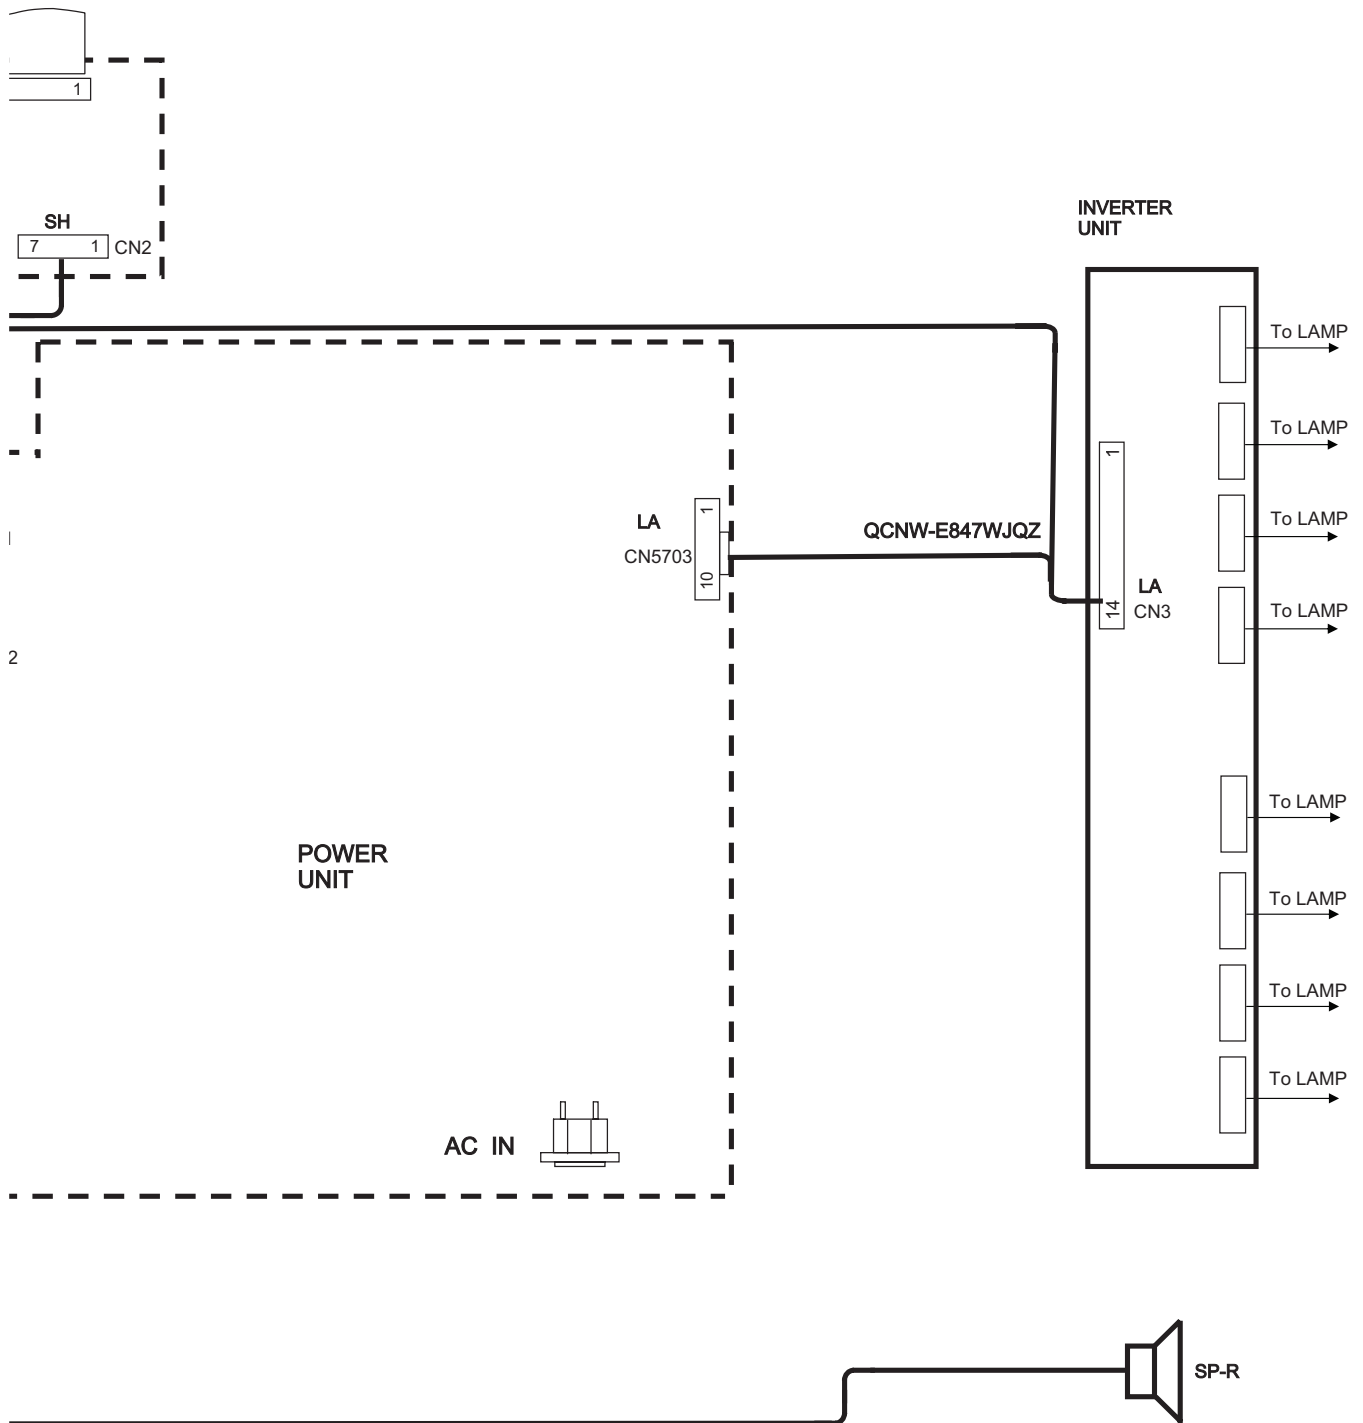 1
SH
7 1 CN2
INVERTER
UNIT
To LAMP
To LAMP
1
LA
1
CN5703
10
QCNW-E847WJQZ
To LAMP
LA
14
CN3
To LAMP
2
To LAMP
POWER
UNIT
To LAMP
To LAMP
To LAMP
AC IN
SP-R